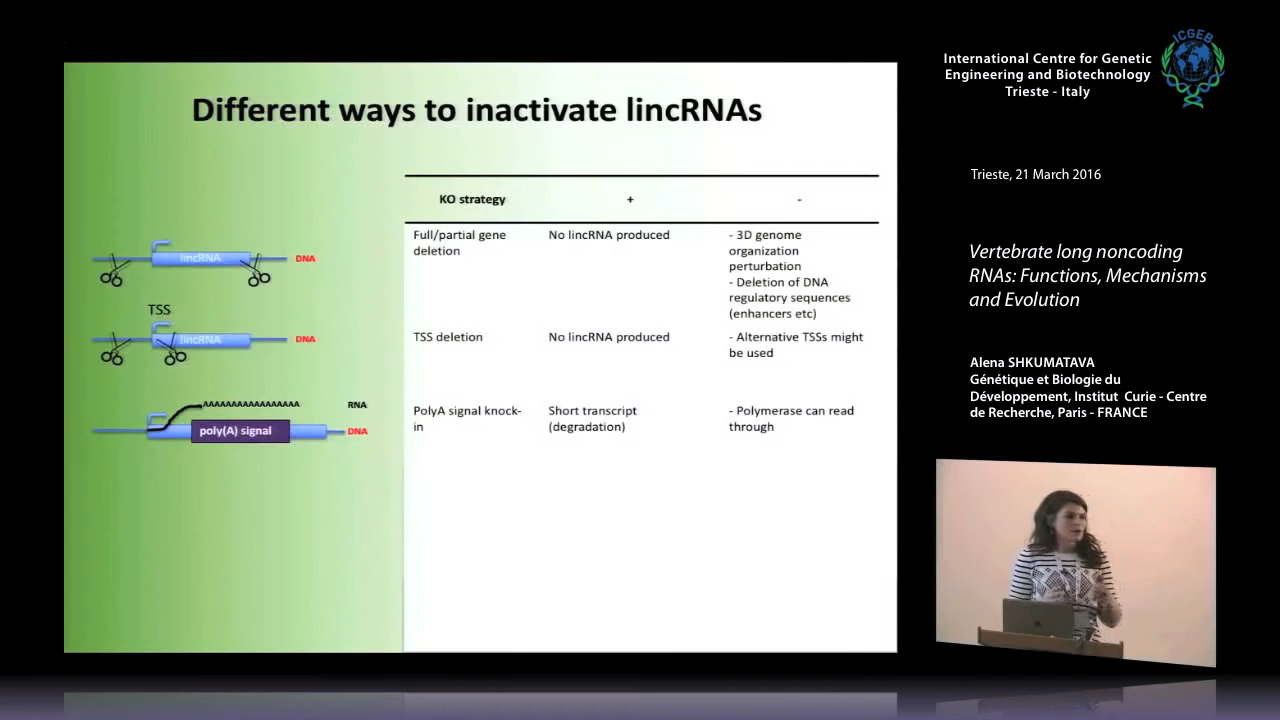 Different ways to inactivate lincRNAs
KO strategy + -
Full/partial gene
deletion
No lincRNA produced
- 3D genome
organization
perturbation
- Deletion of DNA
regulatory sequences
(enhancers etc)
lincRNA
DNA
TSS
lincRNA
DNA
TSS deletion
No lincRNA produced
- Alternative TSSs might
be used
AAAAAAAAAAAAAAAAA
RNA
poly(A) signal
DNA
PolyA signal knock-
in
Short transcript
(degradation)
- Polymerase can read
through
ICGEB
International Centre for Genetic
Engineering and Biotechnology
Trieste - Italy
Trieste, 21 March 2016
Vertebrate long noncoding
RNAs: Functions, Mechanisms
and Evolution
Alena SHKUMATAVA
Génétique et Biologie du
Développement, Institut Curie - Centre
de Recherche, Paris - FRANCE